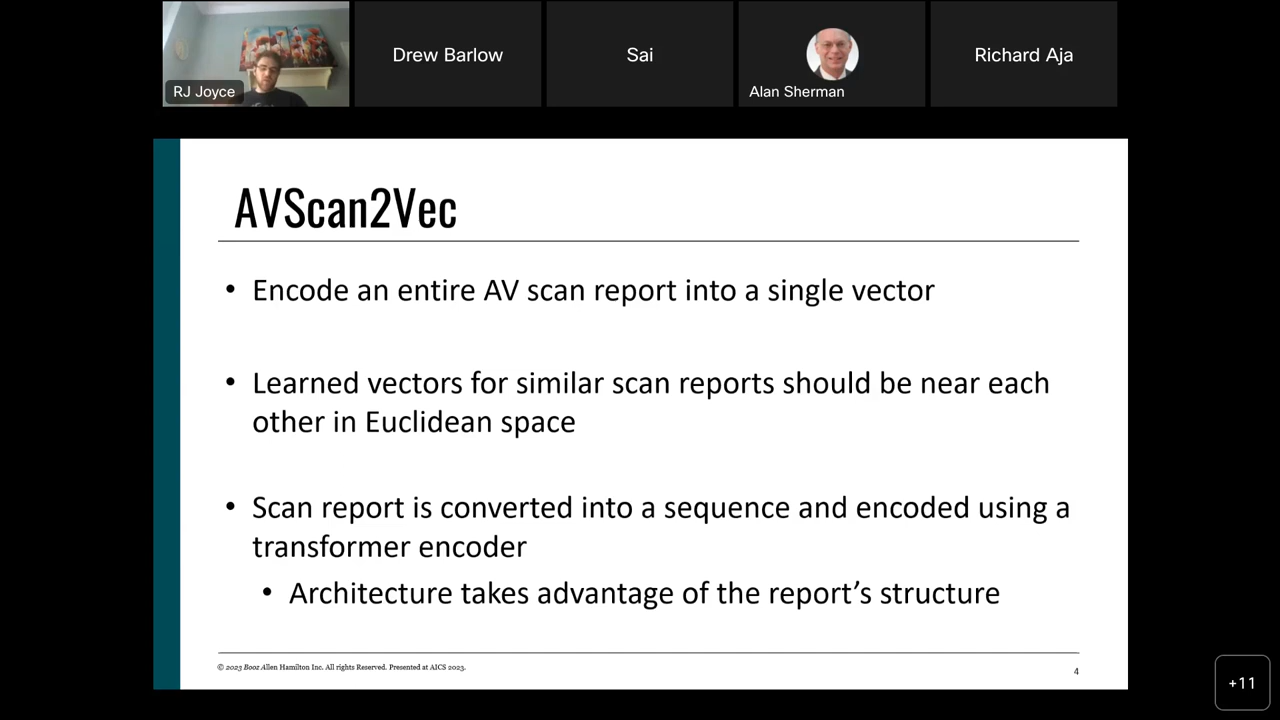 RJ Joyce
Drew Barlow
Sai
Alan Sherman
Richard Aja
AVScan2Vec
• Encode an entire AV scan report into a single vector
• Learned vectors for similar scan reports should be near each
other in Euclidean space
• Scan report is converted into a sequence and encoded using a
transformer encoder
• Architecture takes advantage of the report’s structure
© 2023 Booz Allen Hamilton Inc. All rights Reserved. Presented at AICS 2023.
4
+11